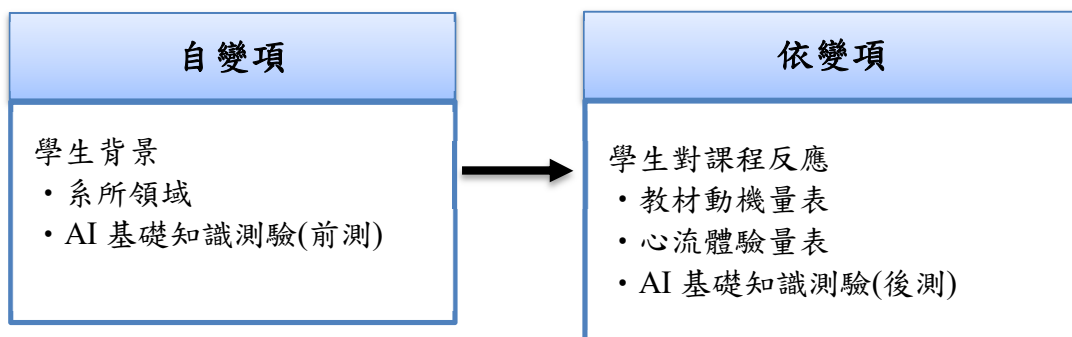 自變項
學生背景
・系所領域
・AI 基礎知識測驗(前測)
依變項
學生對課程反應
・教材動機量表
・心流體驗量表
・AI 基礎知識測驗(後測)